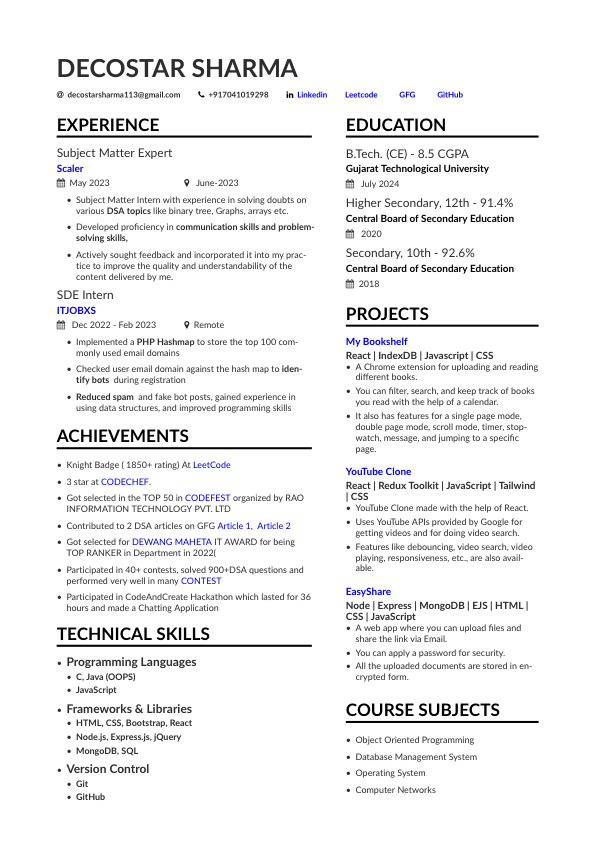 DECOSTAR SHARMA
decostarsharma113@gmail.com +917041019298 Linkedin Leetcode GFG GitHub
EXPERIENCE
Subject Matter Expert
Scaler
May 2023 June-2023
• Subject Matter Intern with experience in solving doubts on
various DSA topics like binary tree, Graphs, arrays etc.
• Developed proficiency in communication skills and problem-
solving skills,
• Actively sought feedback and incorporated it into my prac-
tice to improve the quality and understandability of the
content delivered by me.
SDE Intern
ITJOBXS
Dec 2022 - Feb 2023 Remote
• Implemented a PHP Hashmap to store the top 100 com-
monly used email domains
• Checked user email domain against the hash map to iden-
tify bots during registration
• Reduced spam and fake bot posts, gained experience in
using data structures, and improved programming skills
ACHIEVEMENTS
• Knight Badge ( 1850+ rating) At LeetCode
• 3 star at CODECHEF.
• Got selected in the TOP 50 in CODEFEST organized by RAO
INFORMATION TECHNOLOGY PVT. LTD
• Contributed to 2 DSA articles on GFG Article 1, Article 2
• Got selected for DEWANG MAHETA IT AWARD for being
TOP RANKER in Department in 2022(
• Participated in 40+ contests, solved 900+DSA questions and
performed very well in many CONTEST
• Participated in CodeAndCreate Hackathon which lasted for 36
hours and made a Chatting Application
TECHNICAL SKILLS
• Programming Languages
• C, Java (OOPS)
• JavaScript
• Frameworks & Libraries
• HTML, CSS, Bootstrap, React
• Node.js, Express.js, jQuery
• MongoDB, SQL
• Version Control
• Git
• GitHub
EDUCATION
B.Tech. (CE) - 8.5 CGPA
Gujarat Technological University
July 2024
Higher Secondary, 12th - 91.4%
Central Board of Secondary Education
2020
Secondary, 10th - 92.6%
Central Board of Secondary Education
2018
PROJECTS
My Bookshelf
React | IndexDB | Javascript | CSS
• A Chrome extension for uploading and reading
different books.
• You can filter, search, and keep track of books
you read with the help of a calendar.
• It also has features for a single page mode,
double page mode, scroll mode, timer, stop-
watch, message, and jumping to a specific
page.
YouTube Clone
React | Redux Toolkit | JavaScript | Tailwind
| CSS
• YouTube Clone made with the help of React.
• Uses YouTube APIs provided by Google for
getting videos and for doing video search.
• Features like debouncing, video search, video
playing, responsiveness, etc., are also avail-
able.
EasyShare
Node | Express | MongoDB | EJS | HTML |
CSS | JavaScript
• A web app where you can upload files and
share the link via Email.
• You can apply a password for security.
• All the uploaded documents are stored in en-
crypted form.
COURSE SUBJECTS
• Object Oriented Programming
• Database Management System
• Operating System
• Computer Networks